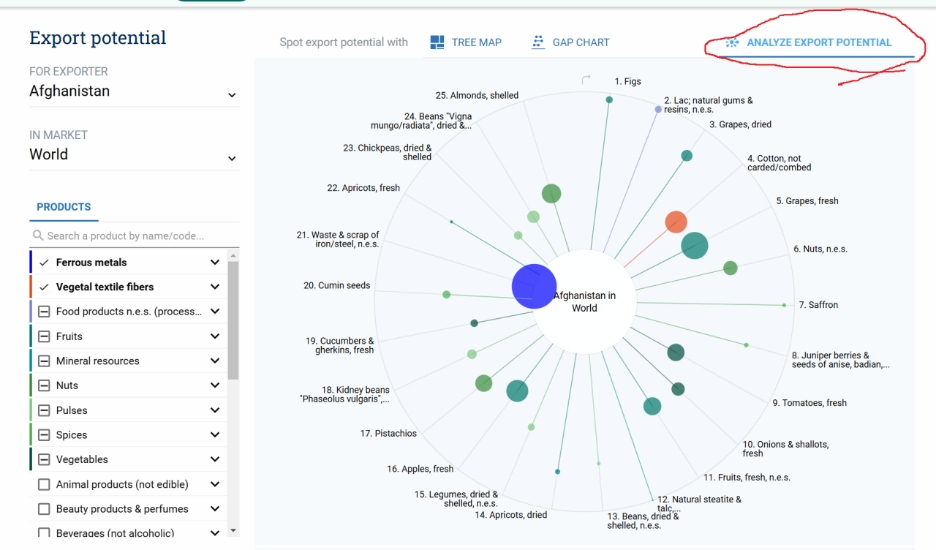 Export potential
Spot export potential with
TREE MAP
GAP CHART
ANALYZE EXPORT POTENTIAL
FOR EXPORTER
Afghanistan
IN MARKET
World
PRODUCTS
Search a product by name/code...
Ferrous metals
Vegetal textile fibers
Food products n.e.s. (process...
Fruits
Mineral resources
Nuts
Pulses
Spices
Vegetables
Animal products (not edible)
Beauty products & perfumes
Beverages (not alcoholic)
1. Figs
2. Lac; natural gums &
resins, n.e.s.
3. Grapes, dried
4. Cotton, not
carded/combed
5. Grapes, fresh
6. Nuts, n.e.s.
7. Saffron
8. Juniper berries &
seeds of anise, badian,...
9. Tomatoes, fresh
10. Onions & shallots,
fresh
11. Fruits, fresh, n.e.s.
12. Natural steatite &
talc,...
13. Beans, dried &
shelled, n.e.s.
14. Apricots, dried
15. Legumes, dried &
shelled, n.e.s.
16. Apples, fresh
17. Pistachios
18. Kidney beans
"Phaseolus vulgaris",...
19. Cucumbers &
gherkins, fresh
20. Cumin seeds
21. Waste & scrap of
iron/steel, n.e.s.
22. Apricots, fresh
23. Chickpeas, dried &
shelled
24. Beans "Vigna
mungo/radiata", dried &...
25. Almonds, shelled
Afghanistan in
World